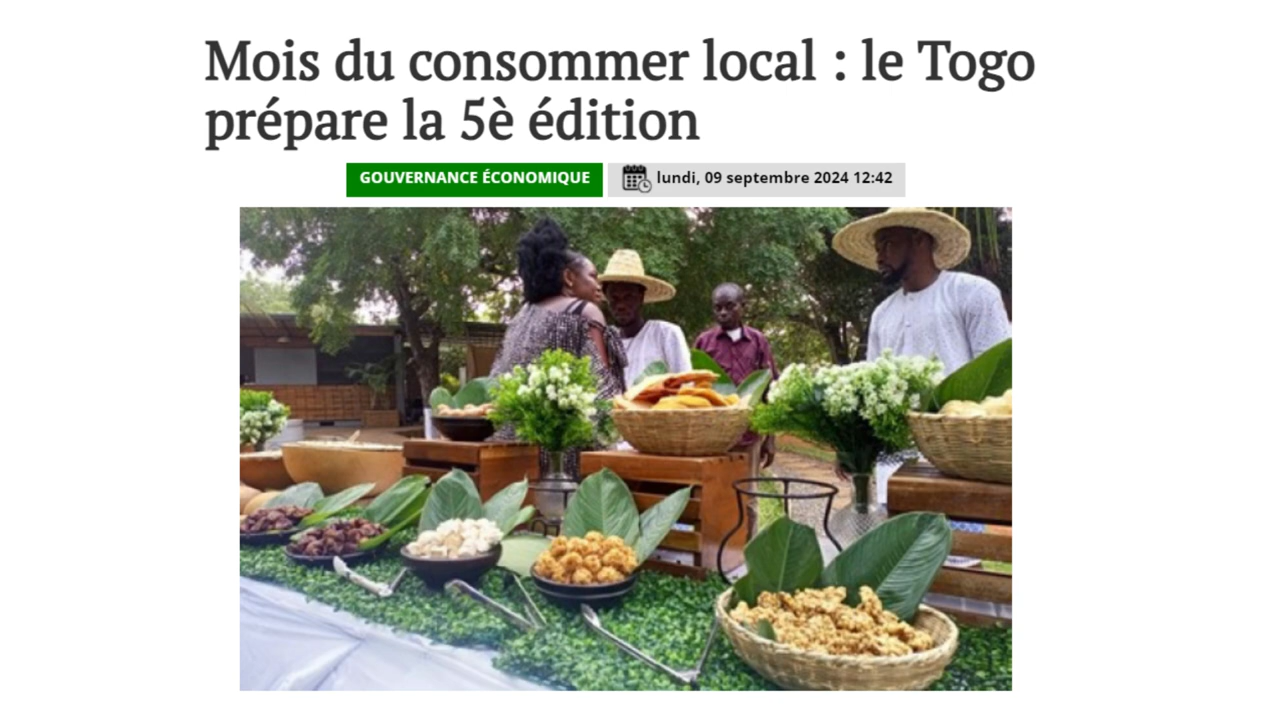 Mois du consommer local : le Togo
prépare la 5è édition
GOUVERNANCE ÉCONOMIQUE
lundi, 09 septembre 2024 12:42